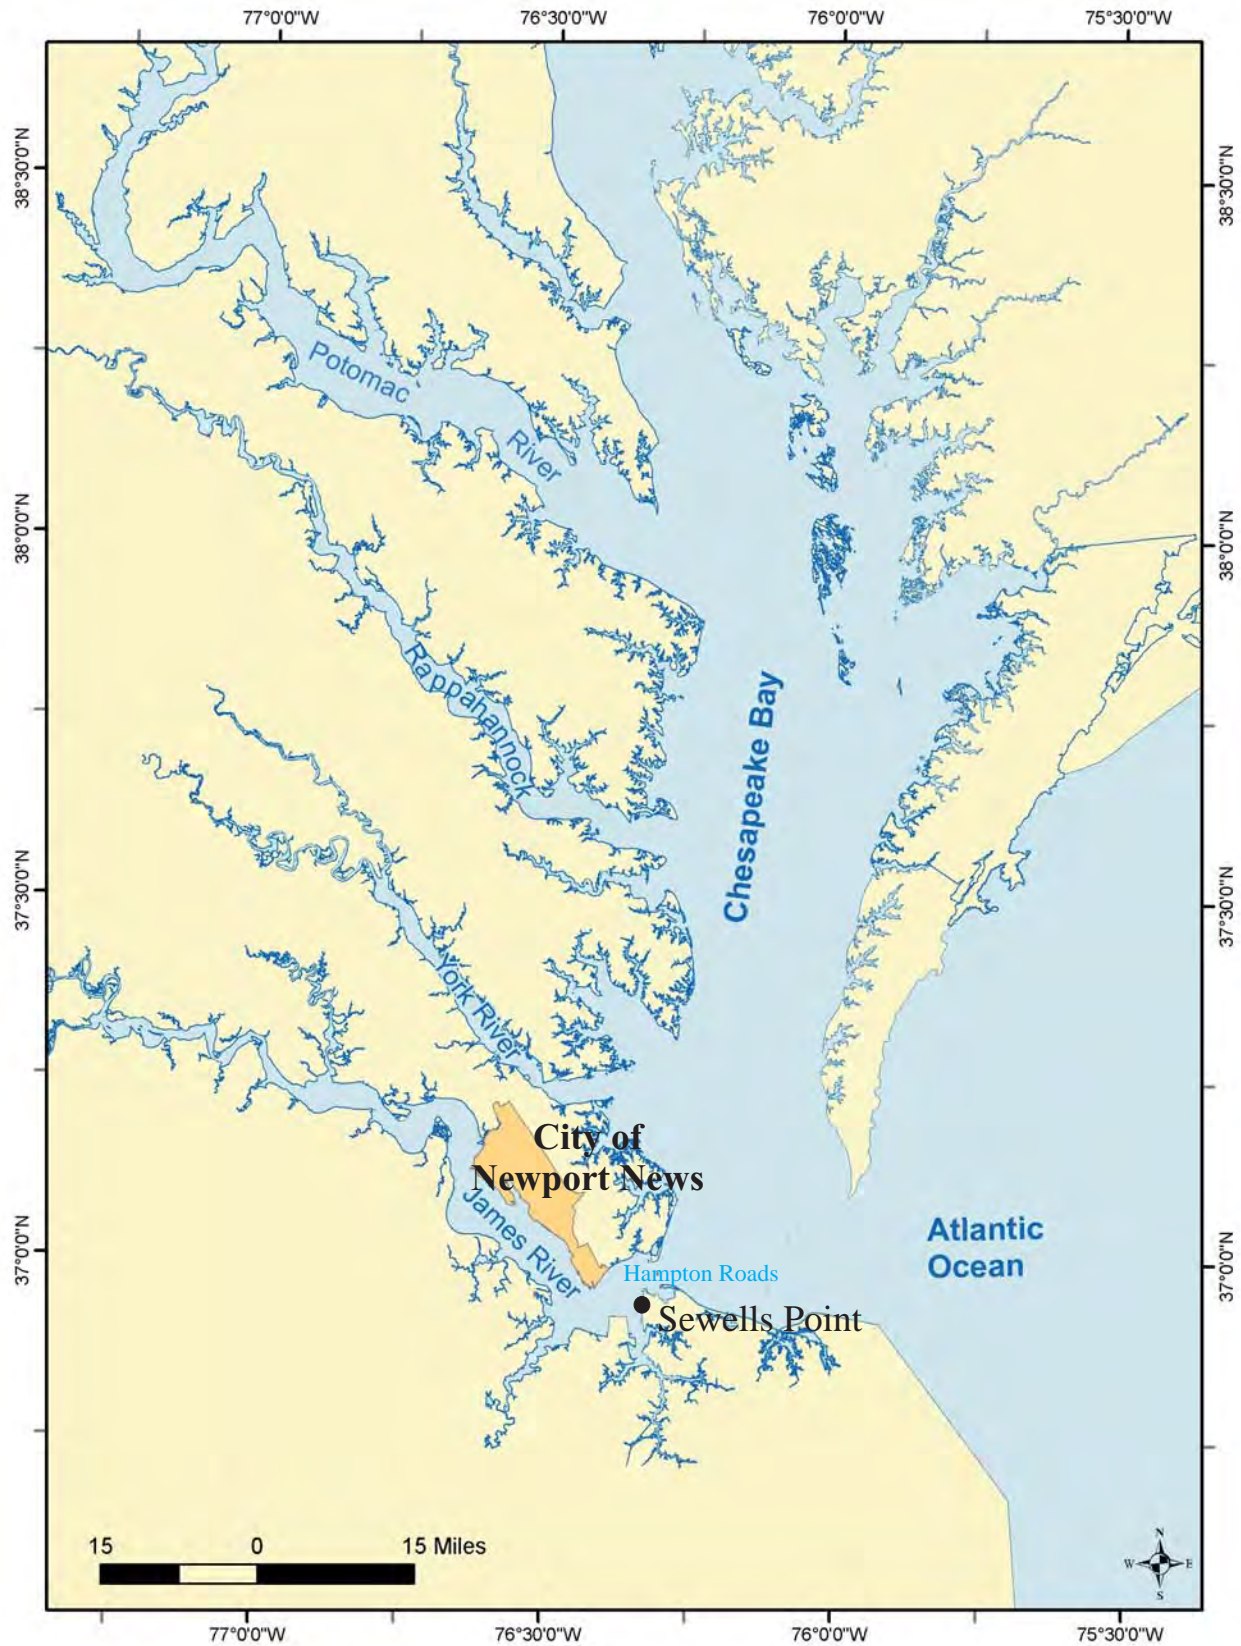 77°0'0"W
76°30'0"W
76°0'0"W
75°30'0"W
38°30'0"N
38°30'0"N
Potomac
River
38°0'0"N
38°0'0"N
Rappahannock
Chesapeake Bay
37°30'0"N
37°30'0"N
York River
City of
Newport News
James River
Atlantic
Ocean
37°0'0"N
37°0'0"N
Hampton Roads
Sewells Point
15
0
15 Miles
N
W
E
S
77°0'0"W
76°30'0"W
76°0'0"W
75°30'0"W